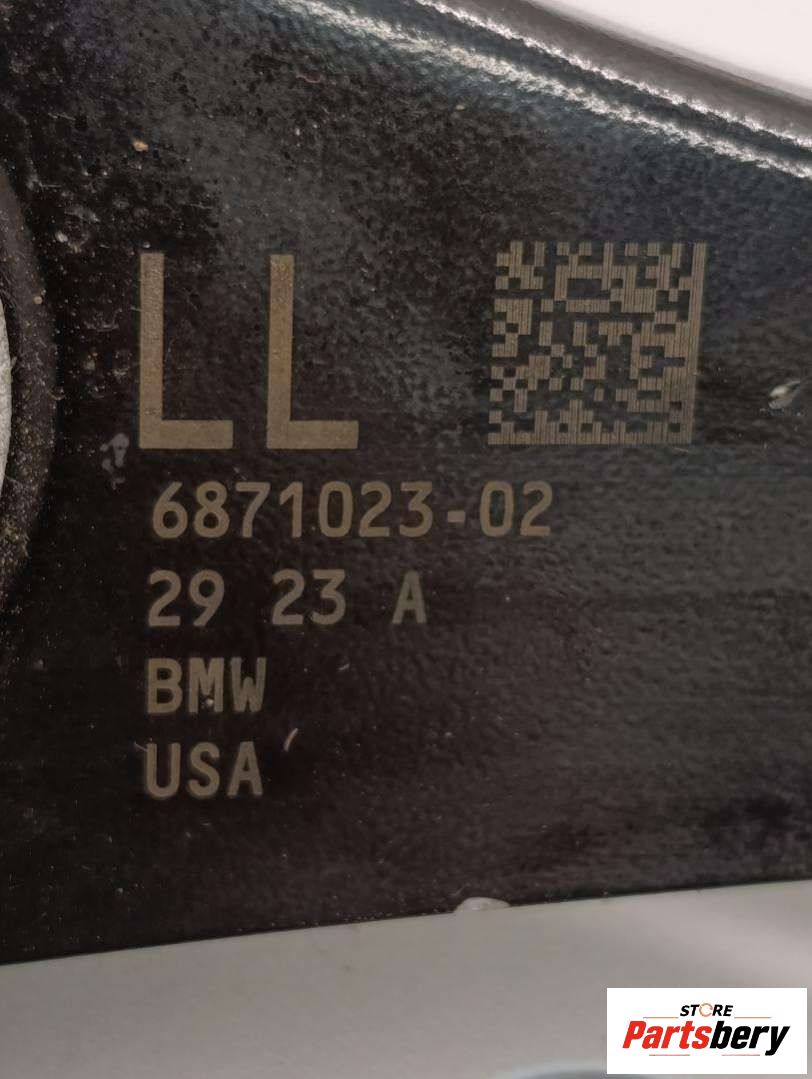 LL
6871023-02
29 23 A
BMW
USA
STORE
Partsbery